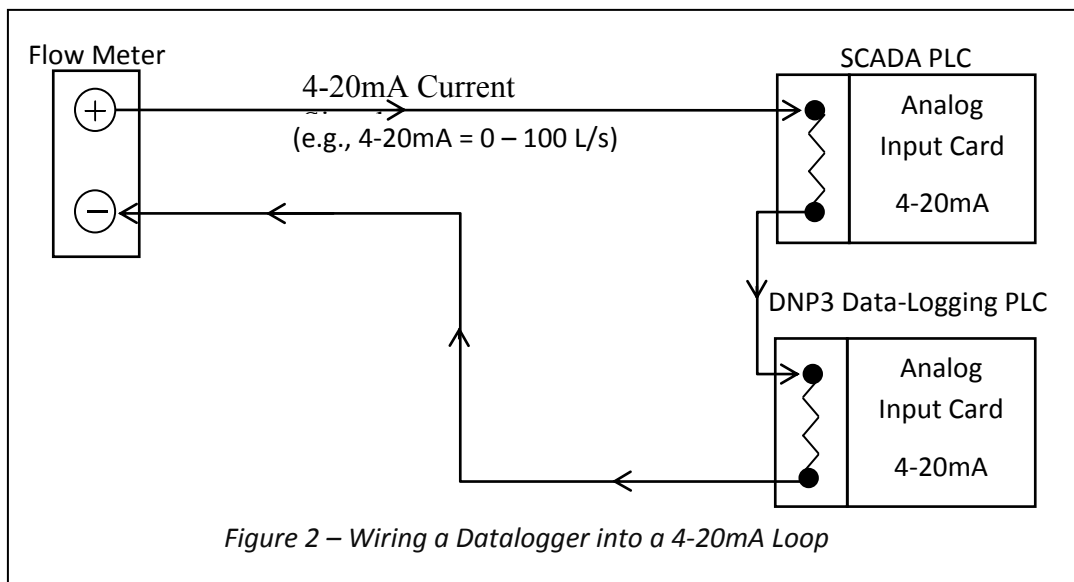 Flow Meter
+
−
4-20mA Current
(e.g., 4-20mA = 0 – 100 L/s)
SCADA PLC
Analog
Input Card
4-20mA
DNP3 Data-Logging PLC
Analog
Input Card
4-20mA
Figure 2 – Wiring a Datalogger into a 4-20mA Loop